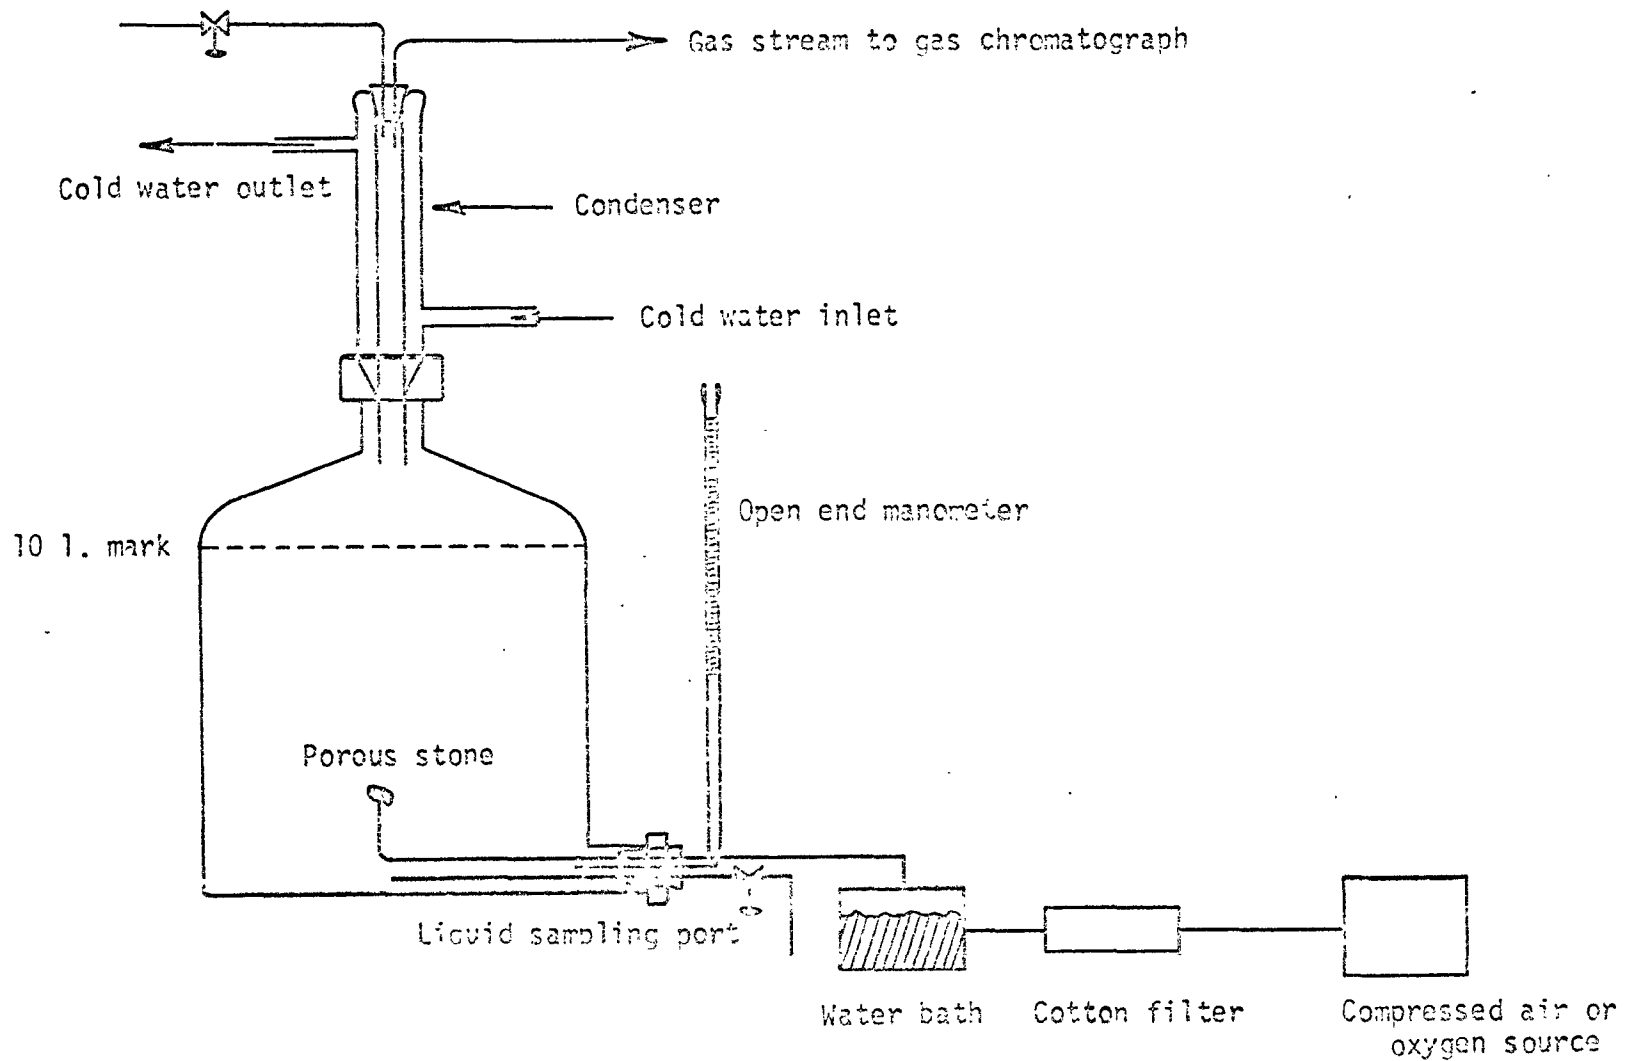 Gas stream to gas chromatograph
Cold water outlet
Condenser
Cold water inlet
Open end manometer
10 l. mark
Porous stone
Liquid sampling port
Water bath
Cotton filter
Compressed air or
oxygen source